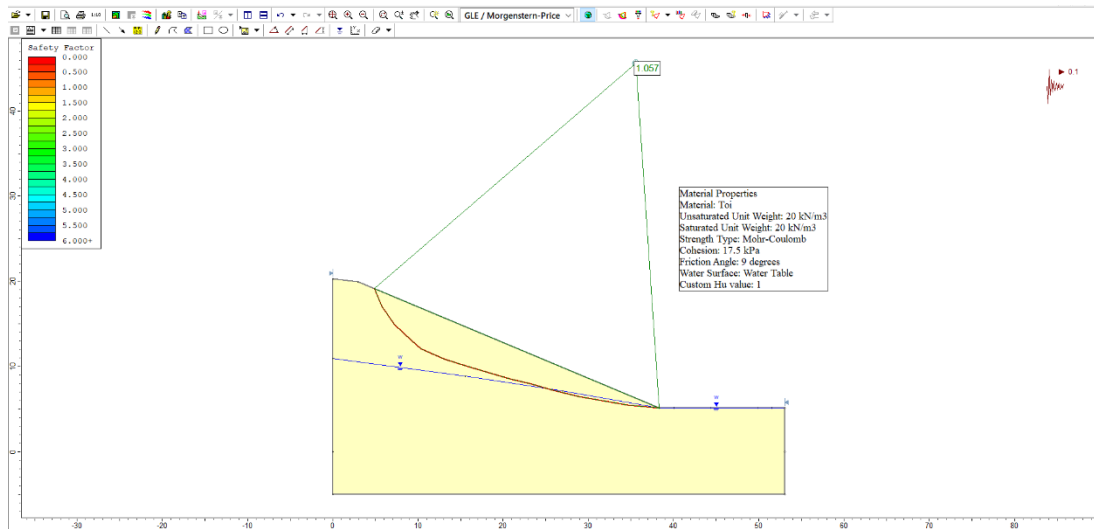 GLE / Morgenstern-Price
Safety Factor
0.000
0.500
1.000
1.500
2.000
2.500
3.000
3.500
4.000
4.500
5.000
5.500
6.000+
1.057
0.1
Material Properties
Material: Toi
Unsaturated Unit Weight: 20 kN/m3
Saturated Unit Weight: 20 kN/m3
Strength Type: Mohr-Coulomb
Cohesion: 17.5 kPa
Friction Angle: 9 degrees
Water Surface: Water Table
Custom Hu value: 1
W
W
40
30
20
10
0
-30
-20
-10
0
10
20
30
40
50
60
70
80